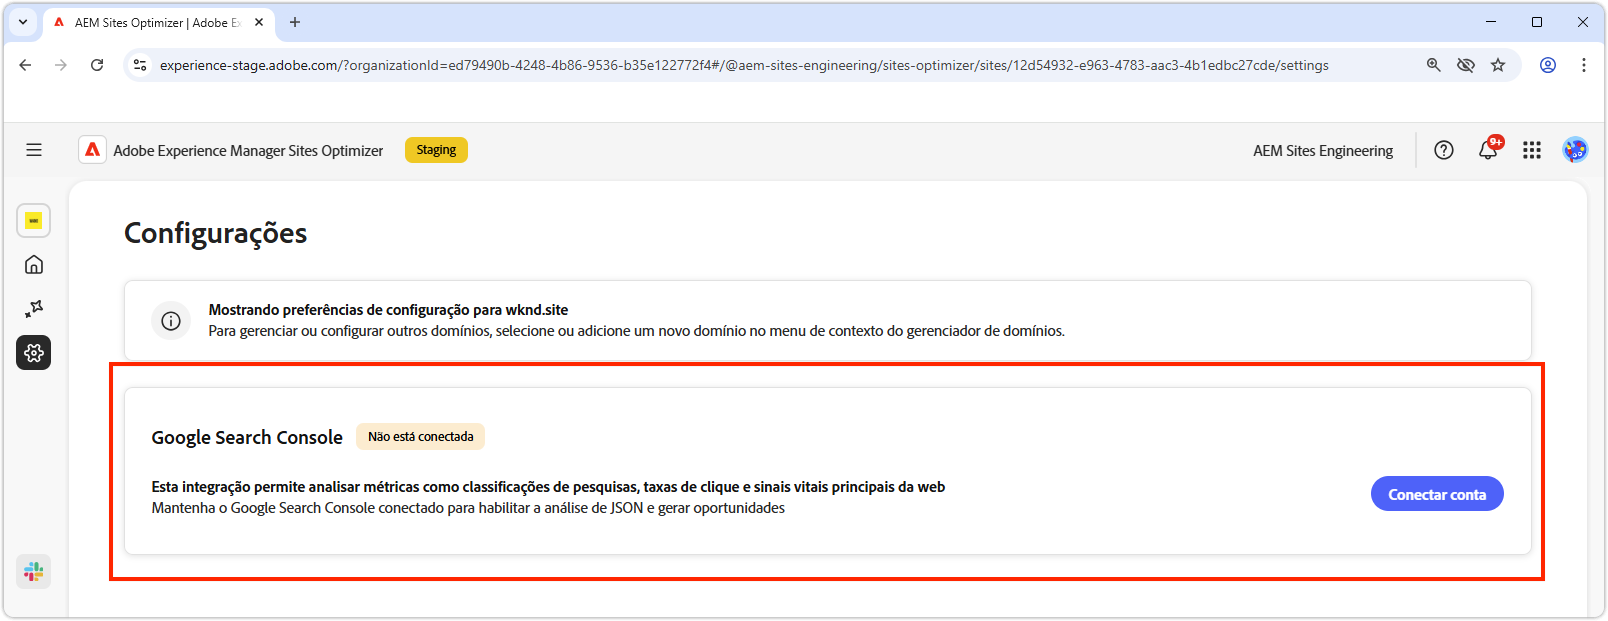 AEM Sites Optimizer | Adobe Ex
experience-stage.adobe.com/?organizationId=ed79490b-4248-4b86-9536-b35e122772f4#/@aem-sites-engineering/sites-optimizer/sites/12d54932-e963-4783-aac3-4b1edbc27cde/settings
Adobe Experience Manager Sites Optimizer
Staging
AEM Sites Engineering
9+
Configurações
Mostrando preferências de configuração para wknd.site
Para gerenciar ou configurar outros domínios, selecione ou adicione um novo domínio no menu de contexto do gerenciador de domínios.
Google Search Console
Não está conectada
Esta integração permite analisar métricas como classificações de pesquisas, taxas de clique e sinais vitais principais da web
Mantenha o Google Search Console conectado para habilitar a análise de JSON e gerar oportunidades
Conectar conta